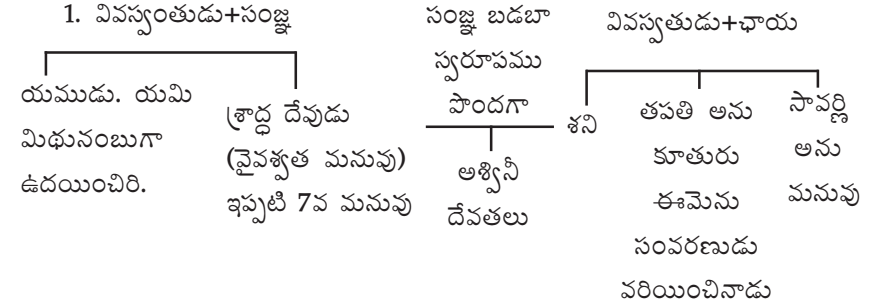 1. వివస్వంతుడు+సంజ్ఞ
యముడు. యమి
మిథునంబుగా
ఉదయించిరి.
శ్రాద్ధ దేవుడు
(వైవశ్వత మనువు)
ఇప్పటి 7వ మనువు
సంజ్ఞ బడబా
స్వరూపము
పొందగా
అశ్వినీ
దేవతలు
వివస్వతుడు+ఛాయ
శని
తపతి అను
కూతురు
ఈమెను
సంవరణుడు
వరియించినాడు
సావర్ణి
అను
మనువు